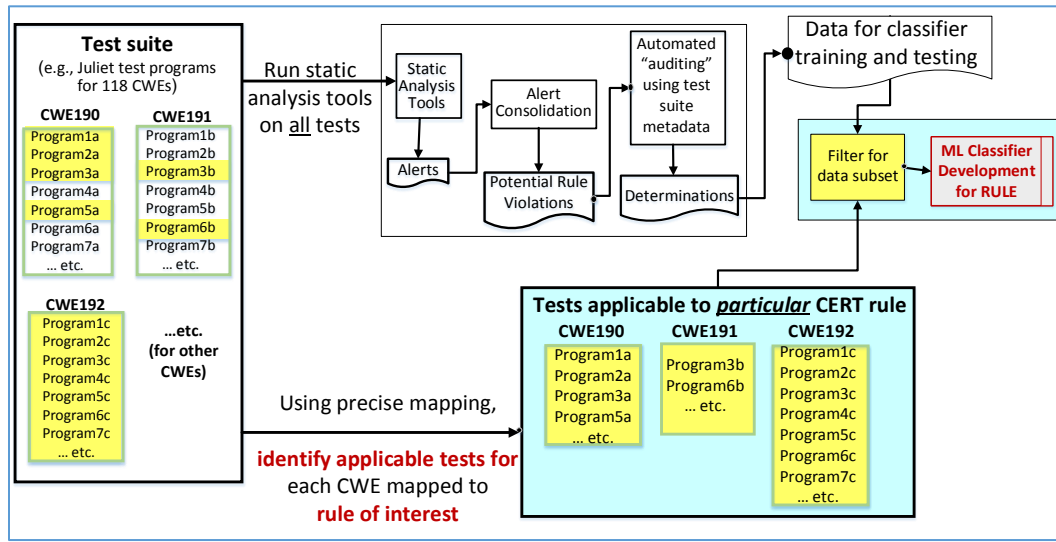 Test suite
(e.g., Juliet test programs
for 118 CWEs)
CWE190
Program1a
Program2a
Program3a
Program4a
Program5a
Program6a
Program7a
... etc.
CWE191
Program1b
Program2b
Program3b
Program4b
Program5b
Program6b
Program7b
... etc.
CWE192
Program1c
Program2c
Program3c
Program4c
Program5c
Program6c
Program7c
... etc.
...etc.
(for other
CWEs)
Run static
analysis tools
on all tests
Static
Analysis
Tools
Alerts
Alert
Consolidation
Potential Rule
Violations
Automated
“auditing”
using test
suite
metadata
Determinations
Data for classifier
training and testing
Filter for
data subset
ML Classifier
Development
for RULE
Using precise mapping,
identify applicable tests for
each CWE mapped to
rule of interest
Tests applicable to particular CERT rule
CWE190
Program1a
Program2a
Program3a
Program5a
... etc.
CWE191
Program3b
Program6b
... etc.
CWE192
Program1c
Program2c
Program3c
Program4c
Program5c
Program6c
Program7c
... etc.